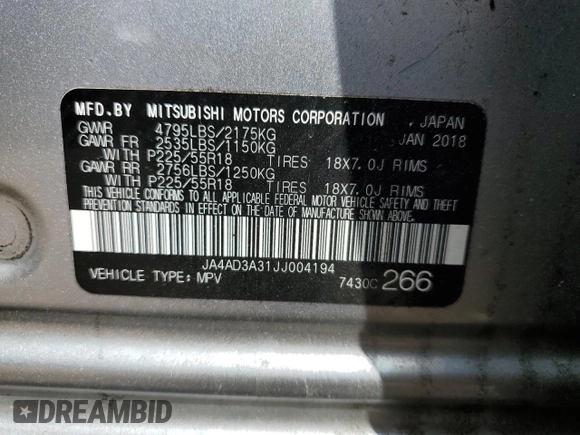 MFD.BY MITSUBISHI MOTORS CORPORATION JAPAN
GVWR 4795LBS/2175KG JAN 2018
GAWR FR 2535LBS/1150KG
WITH P225/55R18 TIRES 18X7.0J RIMS
GAWR RR 2756LBS/1250KG
WITH P225/55R18 TIRES 18X7.0J RIMS
THIS VEHICLE CONFORMS TO ALL APPLICABLE FEDERAL MOTOR VEHICLE SAFETY AND THEFT
PREVENTION STANDARDS IN EFFECT ON THE DATE OF MANUFACTURE SHOWN ABOVE.
JA4AD3A31JJ004194
VEHICLE TYPE: MPV 7430C 266
DREAMBID